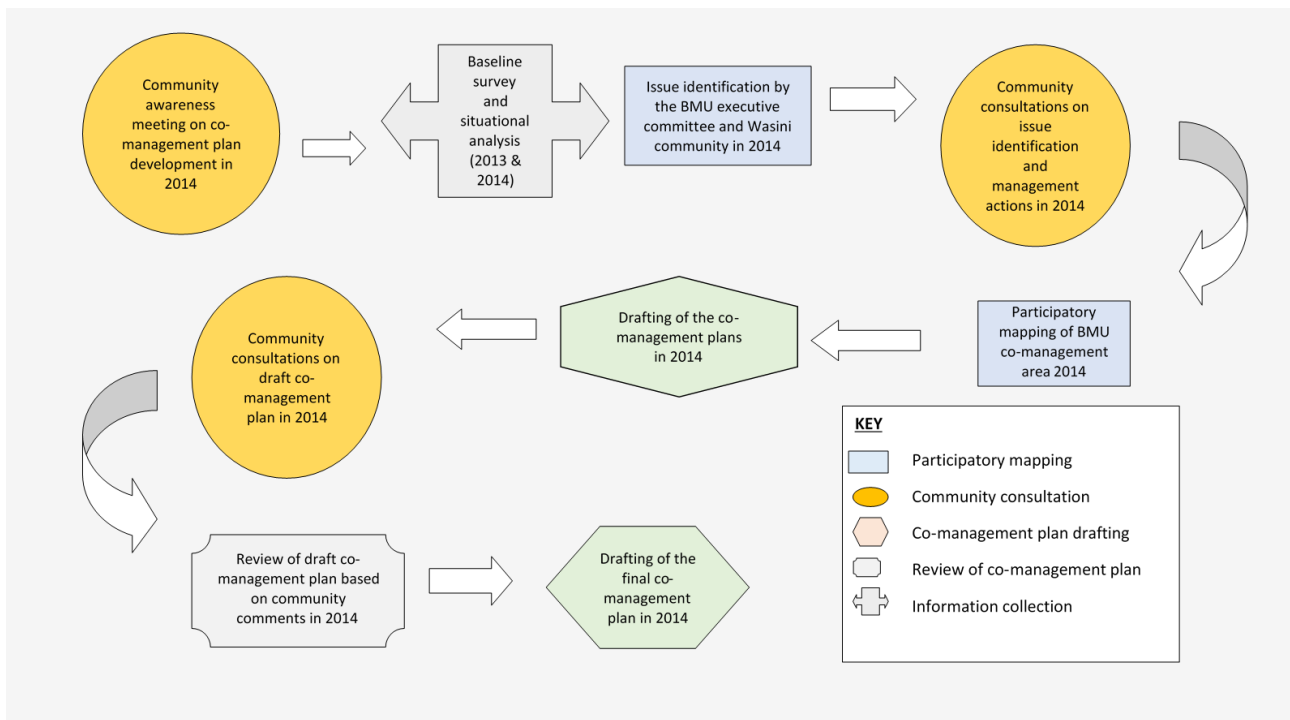 Community
awareness
meeting on co-
management plan
development in
2014
Baseline
survey
and
situational
analysis
(2013 &
2014)
Issue identification by
the BMU executive
committee and Wasini
community in 2014
Community
consultations on
issue
identification
and
management
actions in 2014
Participatory
mapping of BMU
co-management
area 2014
Drafting of the co-
management plans
in 2014
Community
consultations on
draft co-
management
plan in 2014
Review of draft co-
management plan based
on community
comments in 2014
Drafting of the
final co-
management
plan in 2014
KEY
Participatory mapping
Community consultation
Co-management plan drafting
Review of co-management plan
Information collection